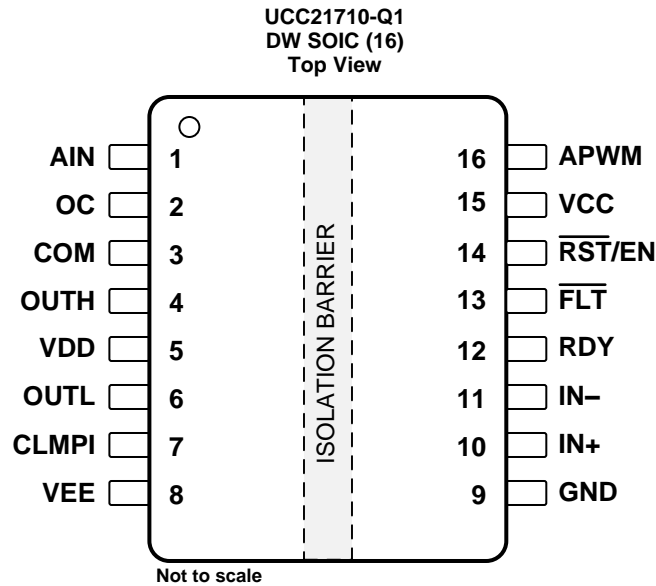 UCC21710-Q1
DW SOIC (16)
Top View
AIN 1 16 APWM
OC 2 15 VCC
COM 3 14 RST/EN
OUTH 4 13 FLT
VDD 5 12 RDY
OUTL 6 11 IN–
CLMPI 7 10 IN+
VEE 8 9 GND
ISOLATION BARRIER
Not to scale